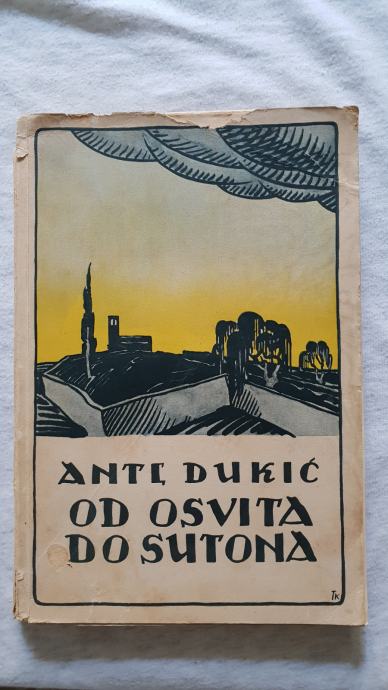 ANTE DUKIĆ
OD OSVITA
DO SUTONA
TK